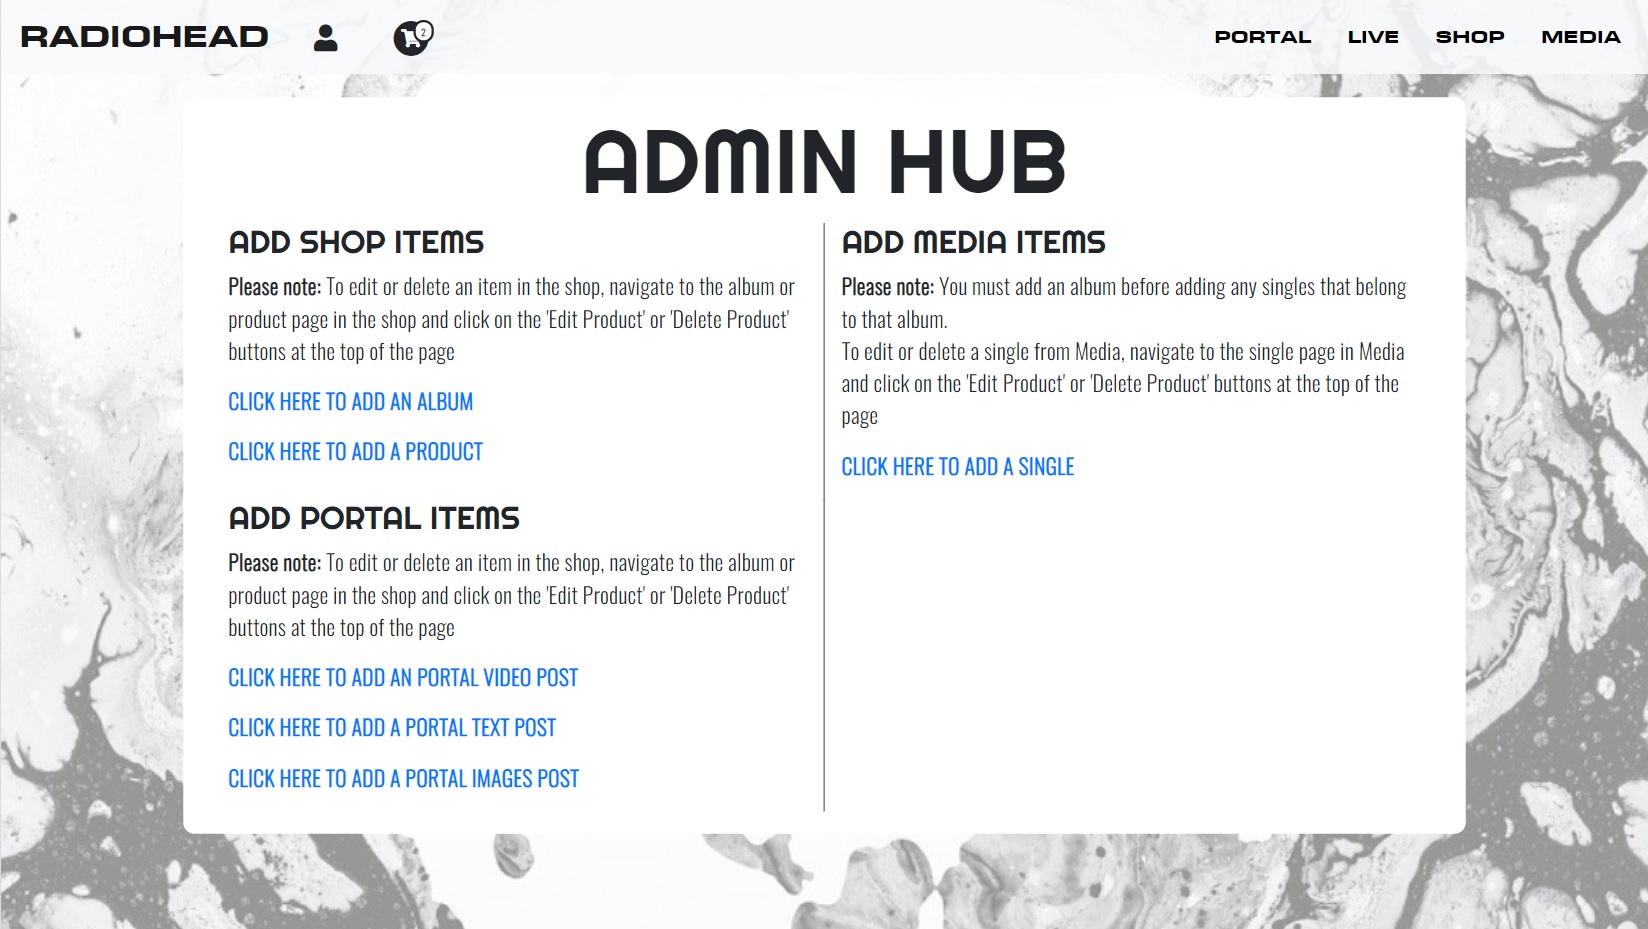 RADIOHEAD
2
PORTAL LIVE SHOP MEDIA
ADMIN HUB
ADD SHOP ITEMS
Please note: To edit or delete an item in the shop, navigate to the album or
product page in the shop and click on the 'Edit Product' or 'Delete Product'
buttons at the top of the page
CLICK HERE TO ADD AN ALBUM
CLICK HERE TO ADD A PRODUCT
ADD PORTAL ITEMS
Please note: To edit or delete an item in the shop, navigate to the album or
product page in the shop and click on the 'Edit Product' or 'Delete Product'
buttons at the top of the page
CLICK HERE TO ADD AN PORTAL VIDEO POST
CLICK HERE TO ADD A PORTAL TEXT POST
CLICK HERE TO ADD A PORTAL IMAGES POST
ADD MEDIA ITEMS
Please note: You must add an album before adding any singles that belong
to that album.
To edit or delete a single from Media, navigate to the single page in Media
and click on the 'Edit Product' or 'Delete Product' buttons at the top of the
page
CLICK HERE TO ADD A SINGLE